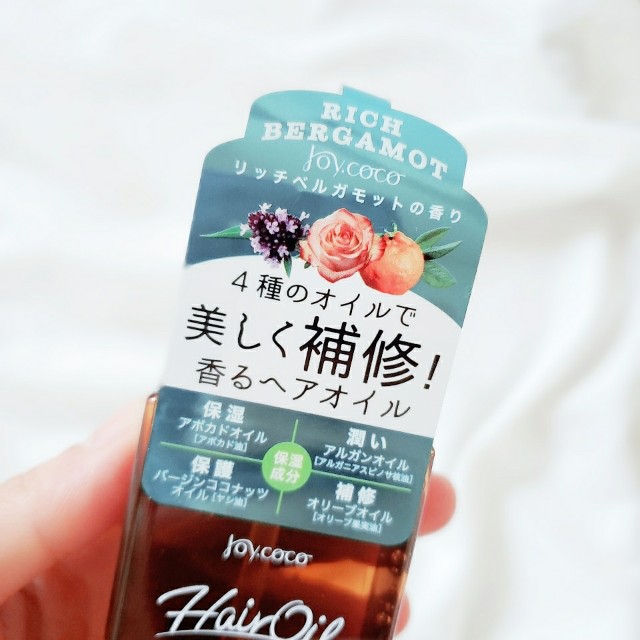 RICH
BERGAMOT
Joy.coco
リッチベルガモットの香り
4種のオイルで
美しく補修!
香るヘアオイル
保湿
アボカドオイル
[アボカド油]
潤い
アルガンオイル
[アルガニアスピノサ核油]
保湿
成分
保護
バージンココナッツ
オイル[ヤシ油]
補修
オリーブオイル
[オリーブ果実油]
Joy.coco
Hair Oil